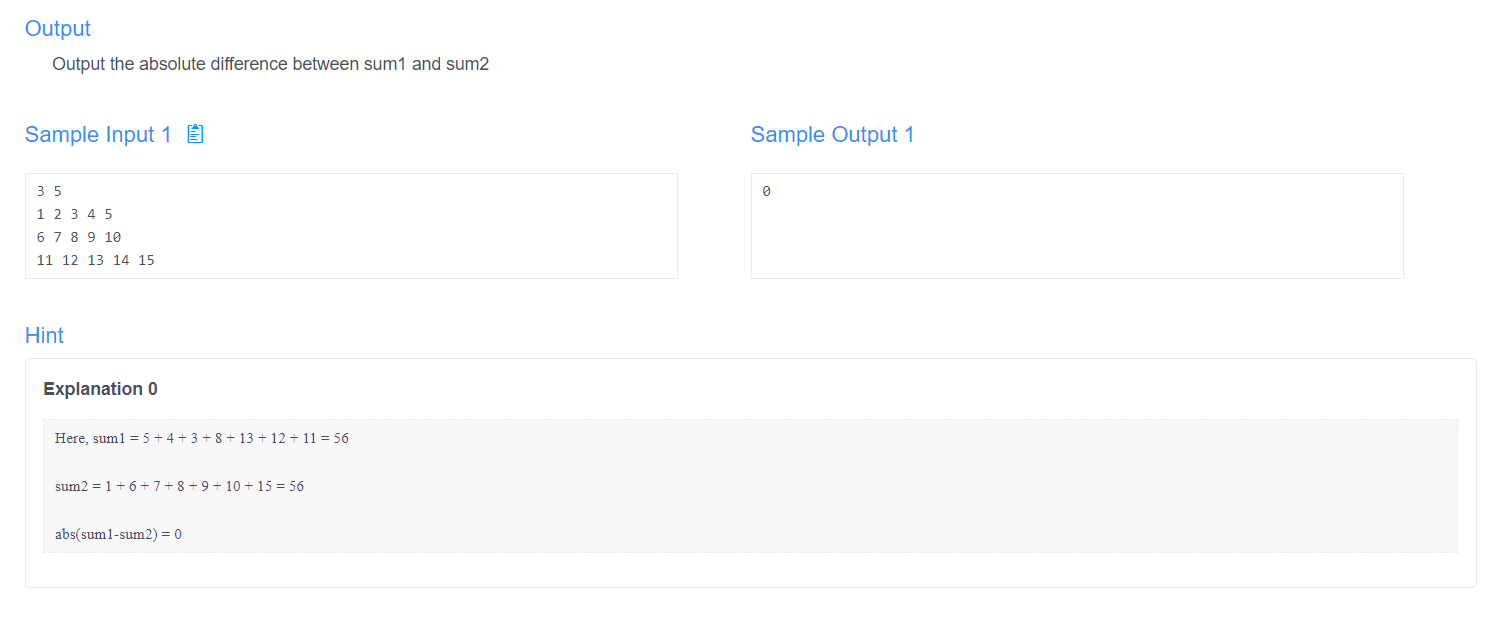 Output
Output the absolute difference between sum1 and sum2
Sample Input 1
3 5
1 2 3 4 5
6 7 8 9 10
11 12 13 14 15
Sample Output 1
0
Hint
Explanation 0
Here, sum1 = 5 + 4 + 3 + 8 + 13 + 12 + 11 = 56
sum2 = 1 + 6 + 7 + 8 + 9 + 10 + 15 = 56
abs(sum1-sum2) = 0